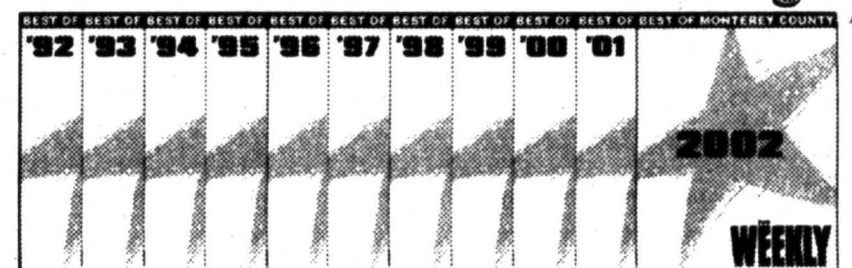 BEST OF BEST OF BEST OF BEST OF BEST OF BEST OF BEST OF BEST OF BEST OF BEST OF BEST OF MONTEREY COUNTY
'92 '93 '94 '95 '96 '97 '98 '99 '00 '01
2002
THE
WEEKLY